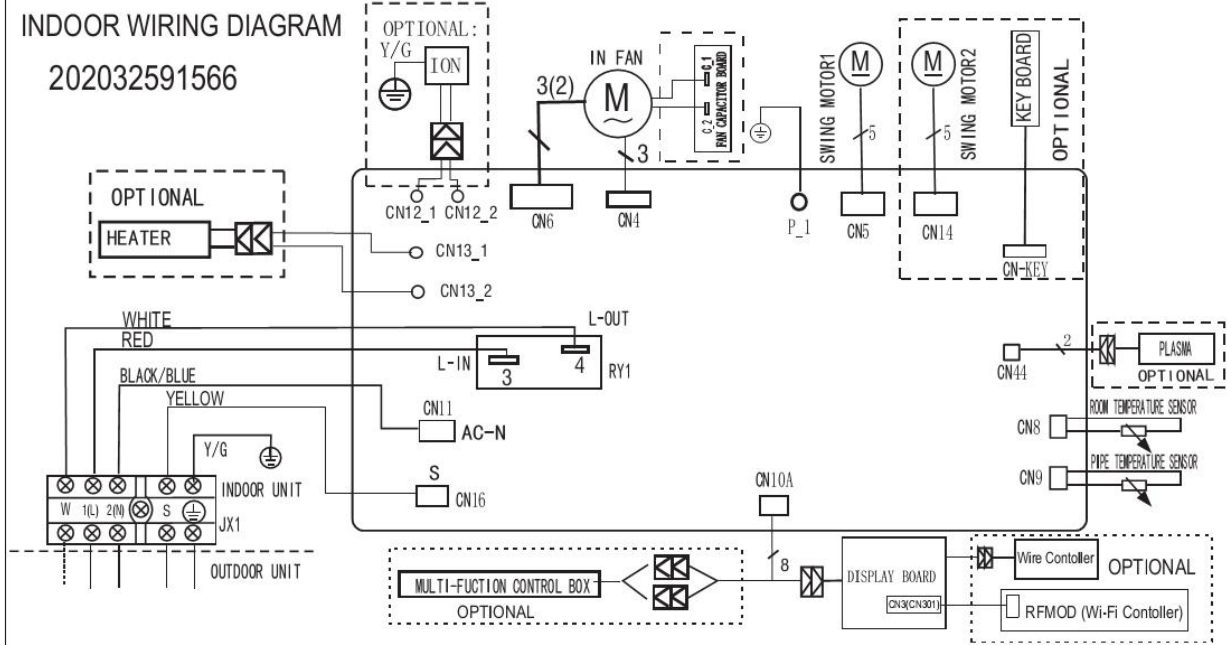 INDOOR WIRING DIAGRAM
202032591566
OPTIONAL:
Y/G
ION
CN12_1 CN12_2
IN FAN
M
3(2)
3
CN6
CN4
C_1
C_2
FAN CAPACITOR BOARD
P_1
SWING MOTOR1
M
5
CN5
SWING MOTOR2
M
5
CN14
KEY BOARD
OPTIONAL
CN-KEY
OPTIONAL
HEATER
CN13_1
CN13_2
WHITE
RED
BLACK/BLUE
YELLOW
Y/G
L-OUT
L-IN
3
4
RY1
CN11
AC-N
S
CN16
CN44
2
PLASMA
OPTIONAL
ROOM TEMPERATURE SENSOR
CN8
PIPE TEMPERATURE SENSOR
CN9
INDOOR UNIT
W 1(L) 2(N) S
JX1
OUTDOOR UNIT
CN10A
8
MULTI-FUCTION CONTROL BOX
OPTIONAL
DISPLAY BOARD
CN3(CN301)
Wire Contoller
OPTIONAL
RFMOD (Wi-Fi Contoller)